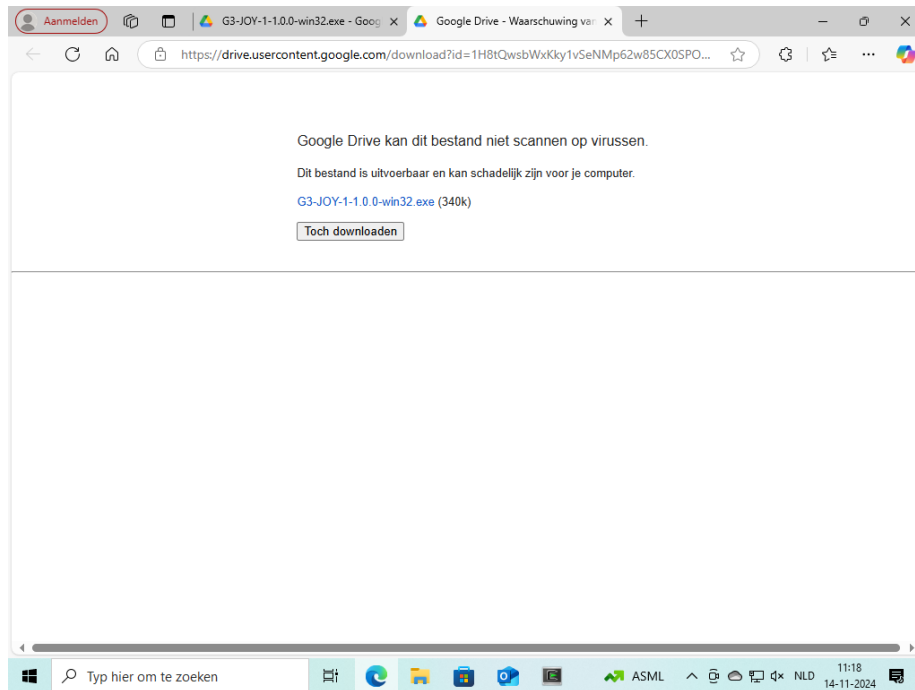 Aanmelden
G3-JOY-1-1.0.0-win32.exe - Goog
Google Drive - Waarschuwing var
https://drive.usercontent.google.com/download?id=1H8tQwsbWxKky1vSeNMp62w85CX0SPO...
Google Drive kan dit bestand niet scannen op virussen.
Dit bestand is uitvoerbaar en kan schadelijk zijn voor je computer.
G3-JOY-1-1.0.0-win32.exe (340k)
Toch downloaden
Typ hier om te zoeken
ASML
NLD
11:18
14-11-2024